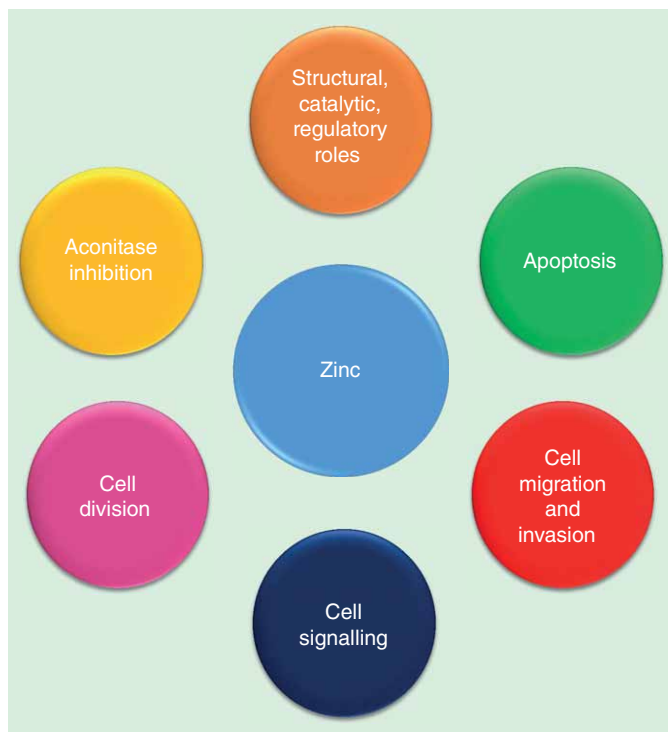 Structural,
catalytic,
regulatory
roles
Aconitase
inhibition
Apoptosis
Zinc
Cell
division
Cell
migration
and
invasion
Cell
signalling